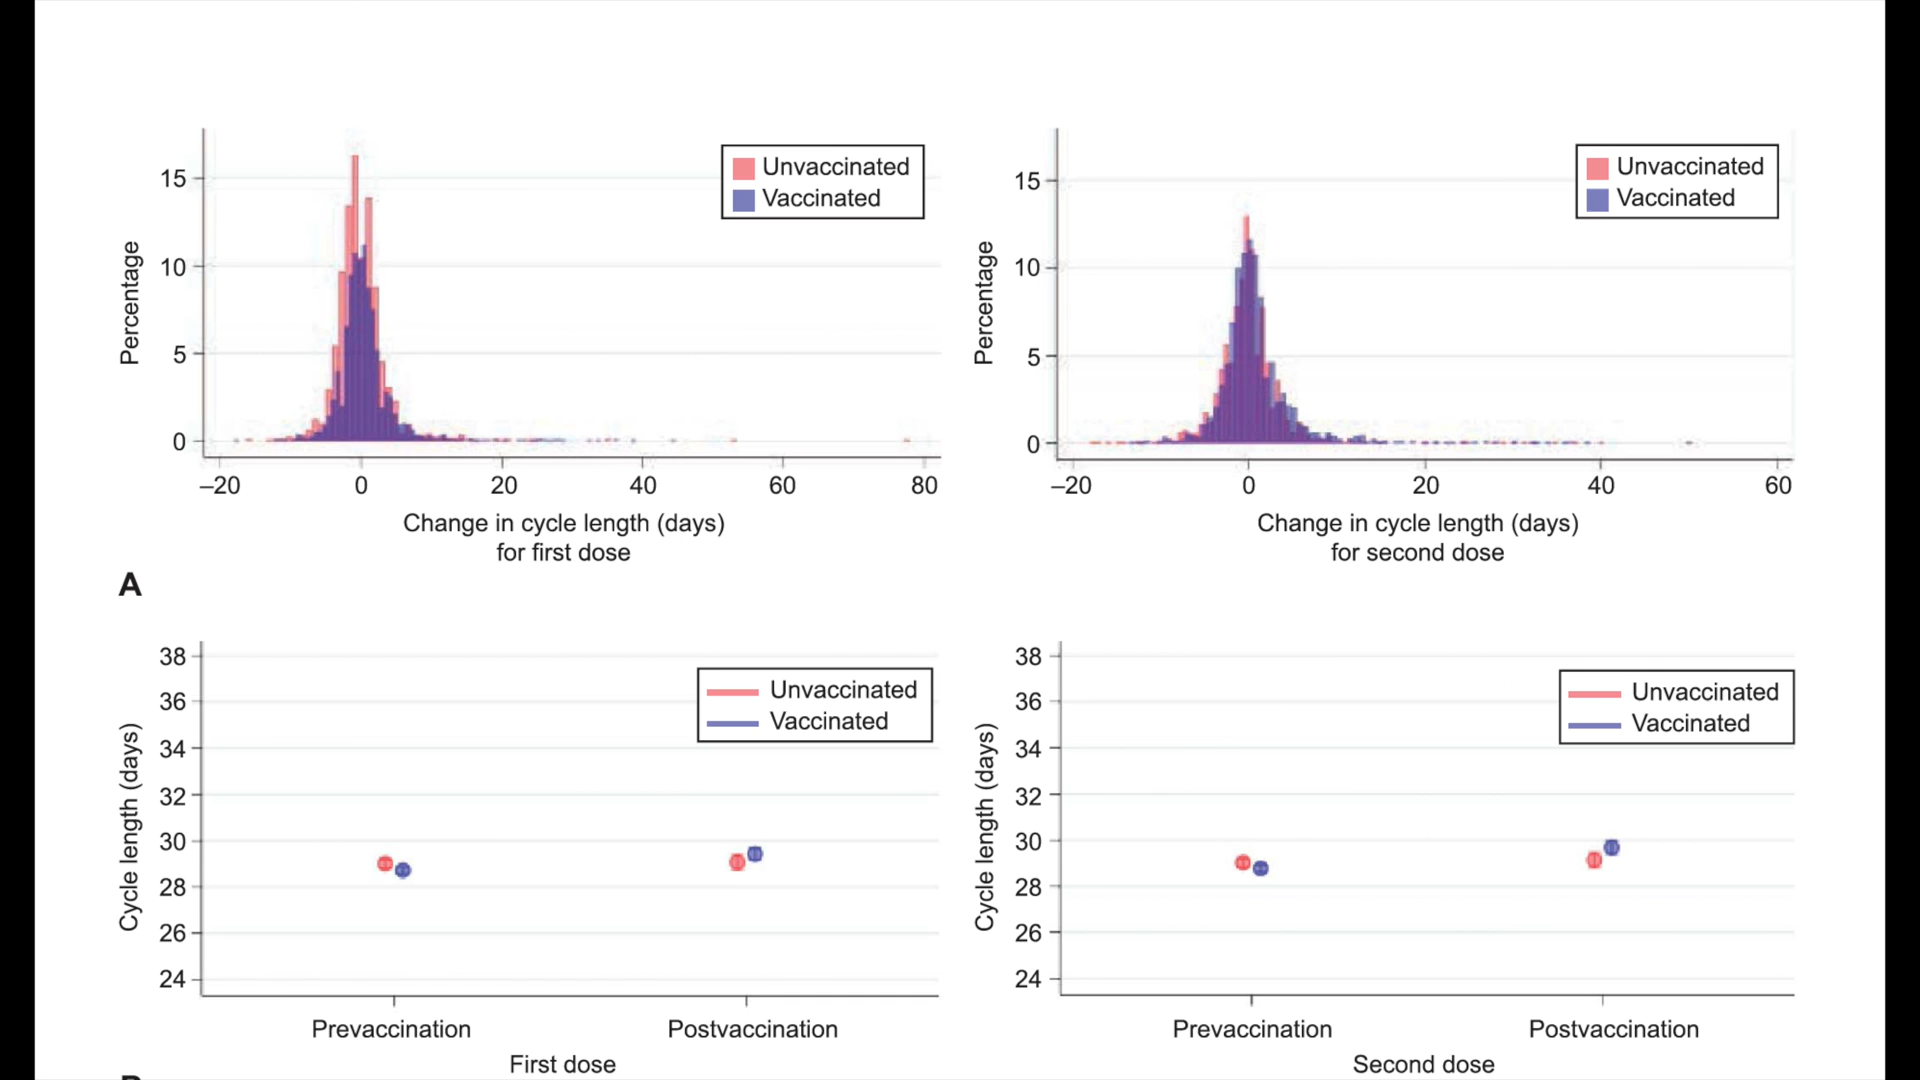 Unvaccinated
Vaccinated
Percentage
15
10
5
0
–20 0 20 40 60 80
Change in cycle length (days)
for first dose
Unvaccinated
Vaccinated
Percentage
15
10
5
0
–20 0 20 40 60
Change in cycle length (days)
for second dose
A
Unvaccinated
Vaccinated
Cycle length (days)
38
36
34
32
30
28
26
24
Prevaccination Postvaccination
First dose
Unvaccinated
Vaccinated
Cycle length (days)
38
36
34
32
30
28
26
24
Prevaccination Postvaccination
Second dose